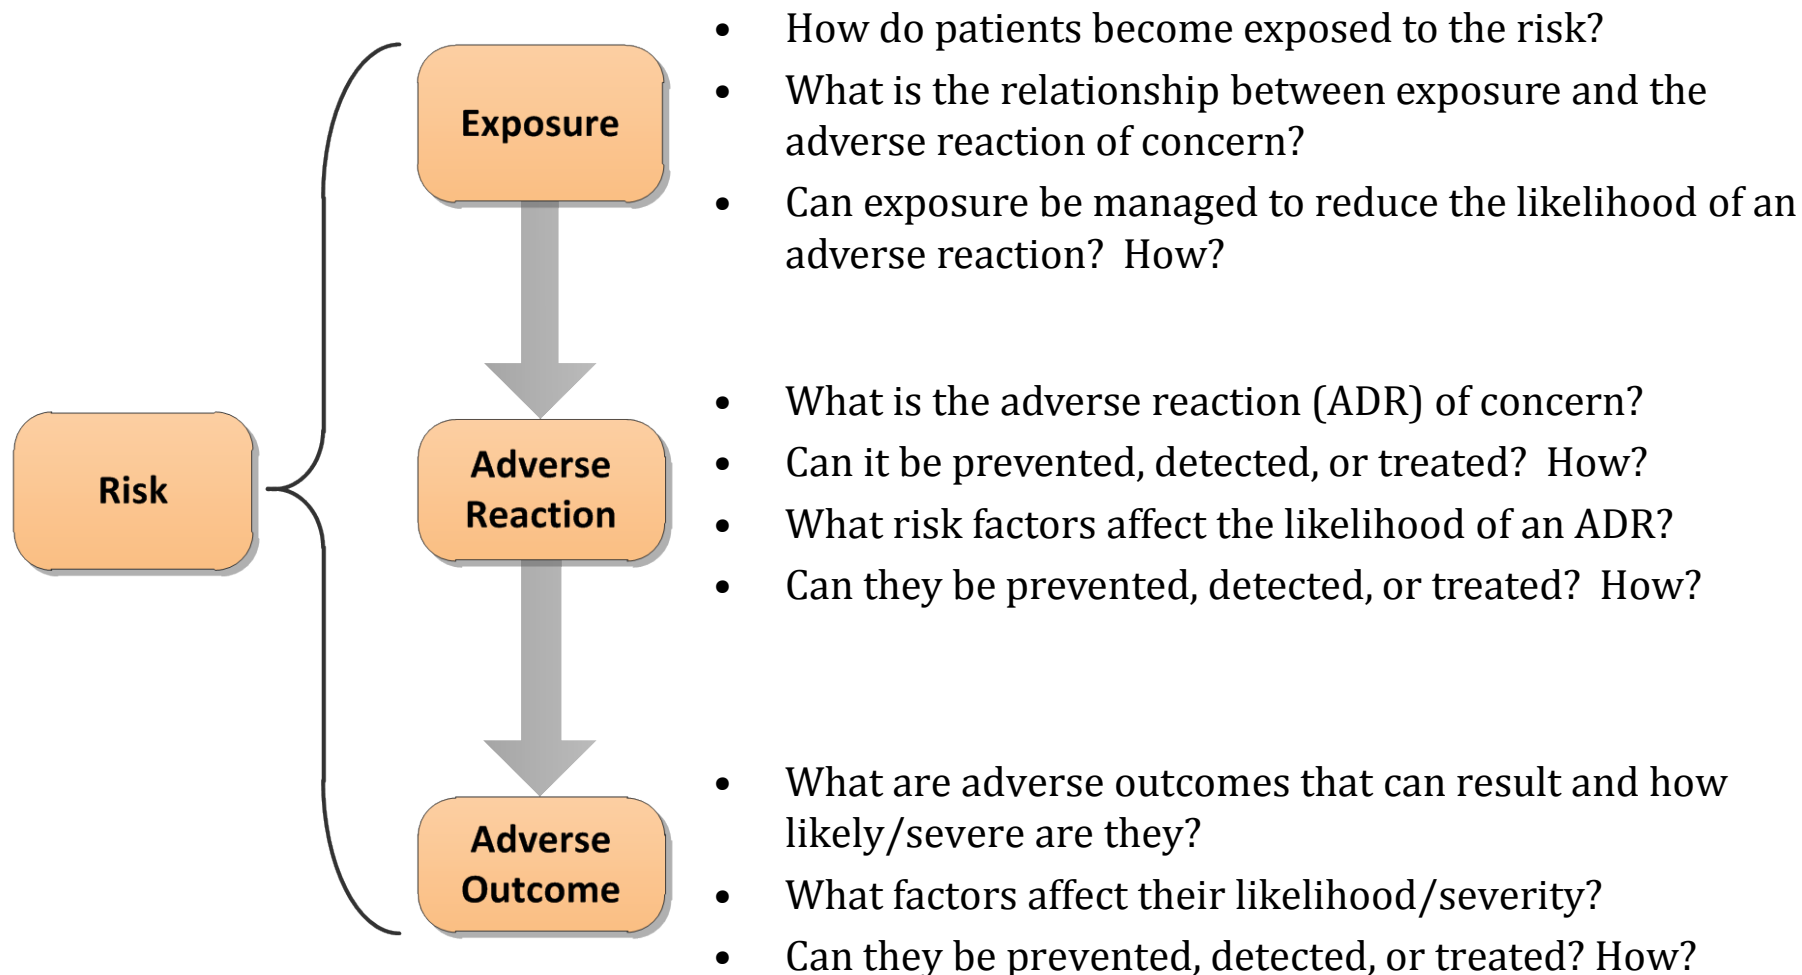 • How do patients become exposed to the risk?
• What is the relationship between exposure and the
adverse reaction of concern?
• Can exposure be managed to reduce the likelihood of an
adverse reaction?  How?
Exposure
• What is the adverse reaction (ADR) of concern?
• Can it be prevented, detected, or treated?  How?
• What risk factors affect the likelihood of an ADR?
• Can they be prevented, detected, or treated?  How?
Risk
Adverse
Reaction
• What are adverse outcomes that can result and how
likely/severe are they?
• What factors affect their likelihood/severity?
• Can they be prevented, detected, or treated? How?
Adverse
Outcome